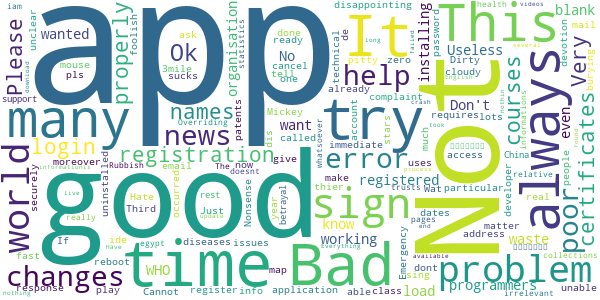 app
good
Not
many
try
always
It
This
time
Bad
sign
help
problem
world
changes
news
error
login
registration
names
poor
courses
certificates
Very
Ok
Please
properly
organisation
wanted
No
want
installing
Useless
blank
Don't
even
waste
programmers
registered
know
working
load
WHO
iam
unclear
disappointing
password
health
videos
mail
devotion
burying
cloudy
Dirty
technical
zero
pitty
ask
done
ready
cancel
tell
one
statistics
mouse
pls
foolish
3mile
sucks
support
already
complaint
stars
account
much
took
requires
lots
called
Mickey
patents
overriding
give
immediate
uses
access
China
relative
people
developer
real
particular
matter
address
irrelevant
collections
unable
Emergency
dates
pages
end
dont
Wat
trusts
make
thier
able
class
application
map
info
register
Cannot
play
response
reboot
fast
If
ide
have
egypt
diseases
issues
Nonsense
year
betrayal
Just
update
rest
Third
Hate
occurred
email
The
now
doesnt
Rubbish
moreover
securely
uninstalled
informations
live
really
download
nothing
Everything
available
several
English
crash
failed
long
de
dis
whatsoever